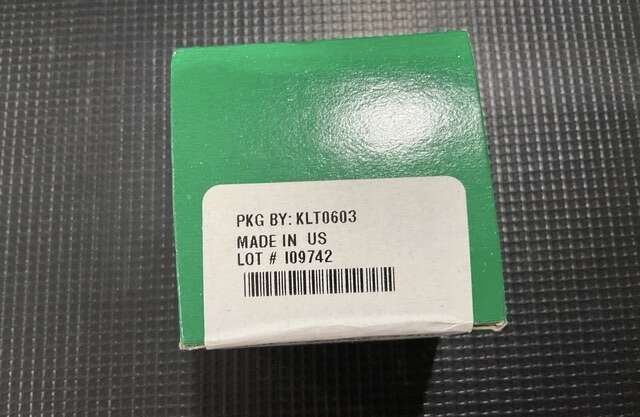 PKG BY: KLT0603
MADE IN US
LOT # I09742